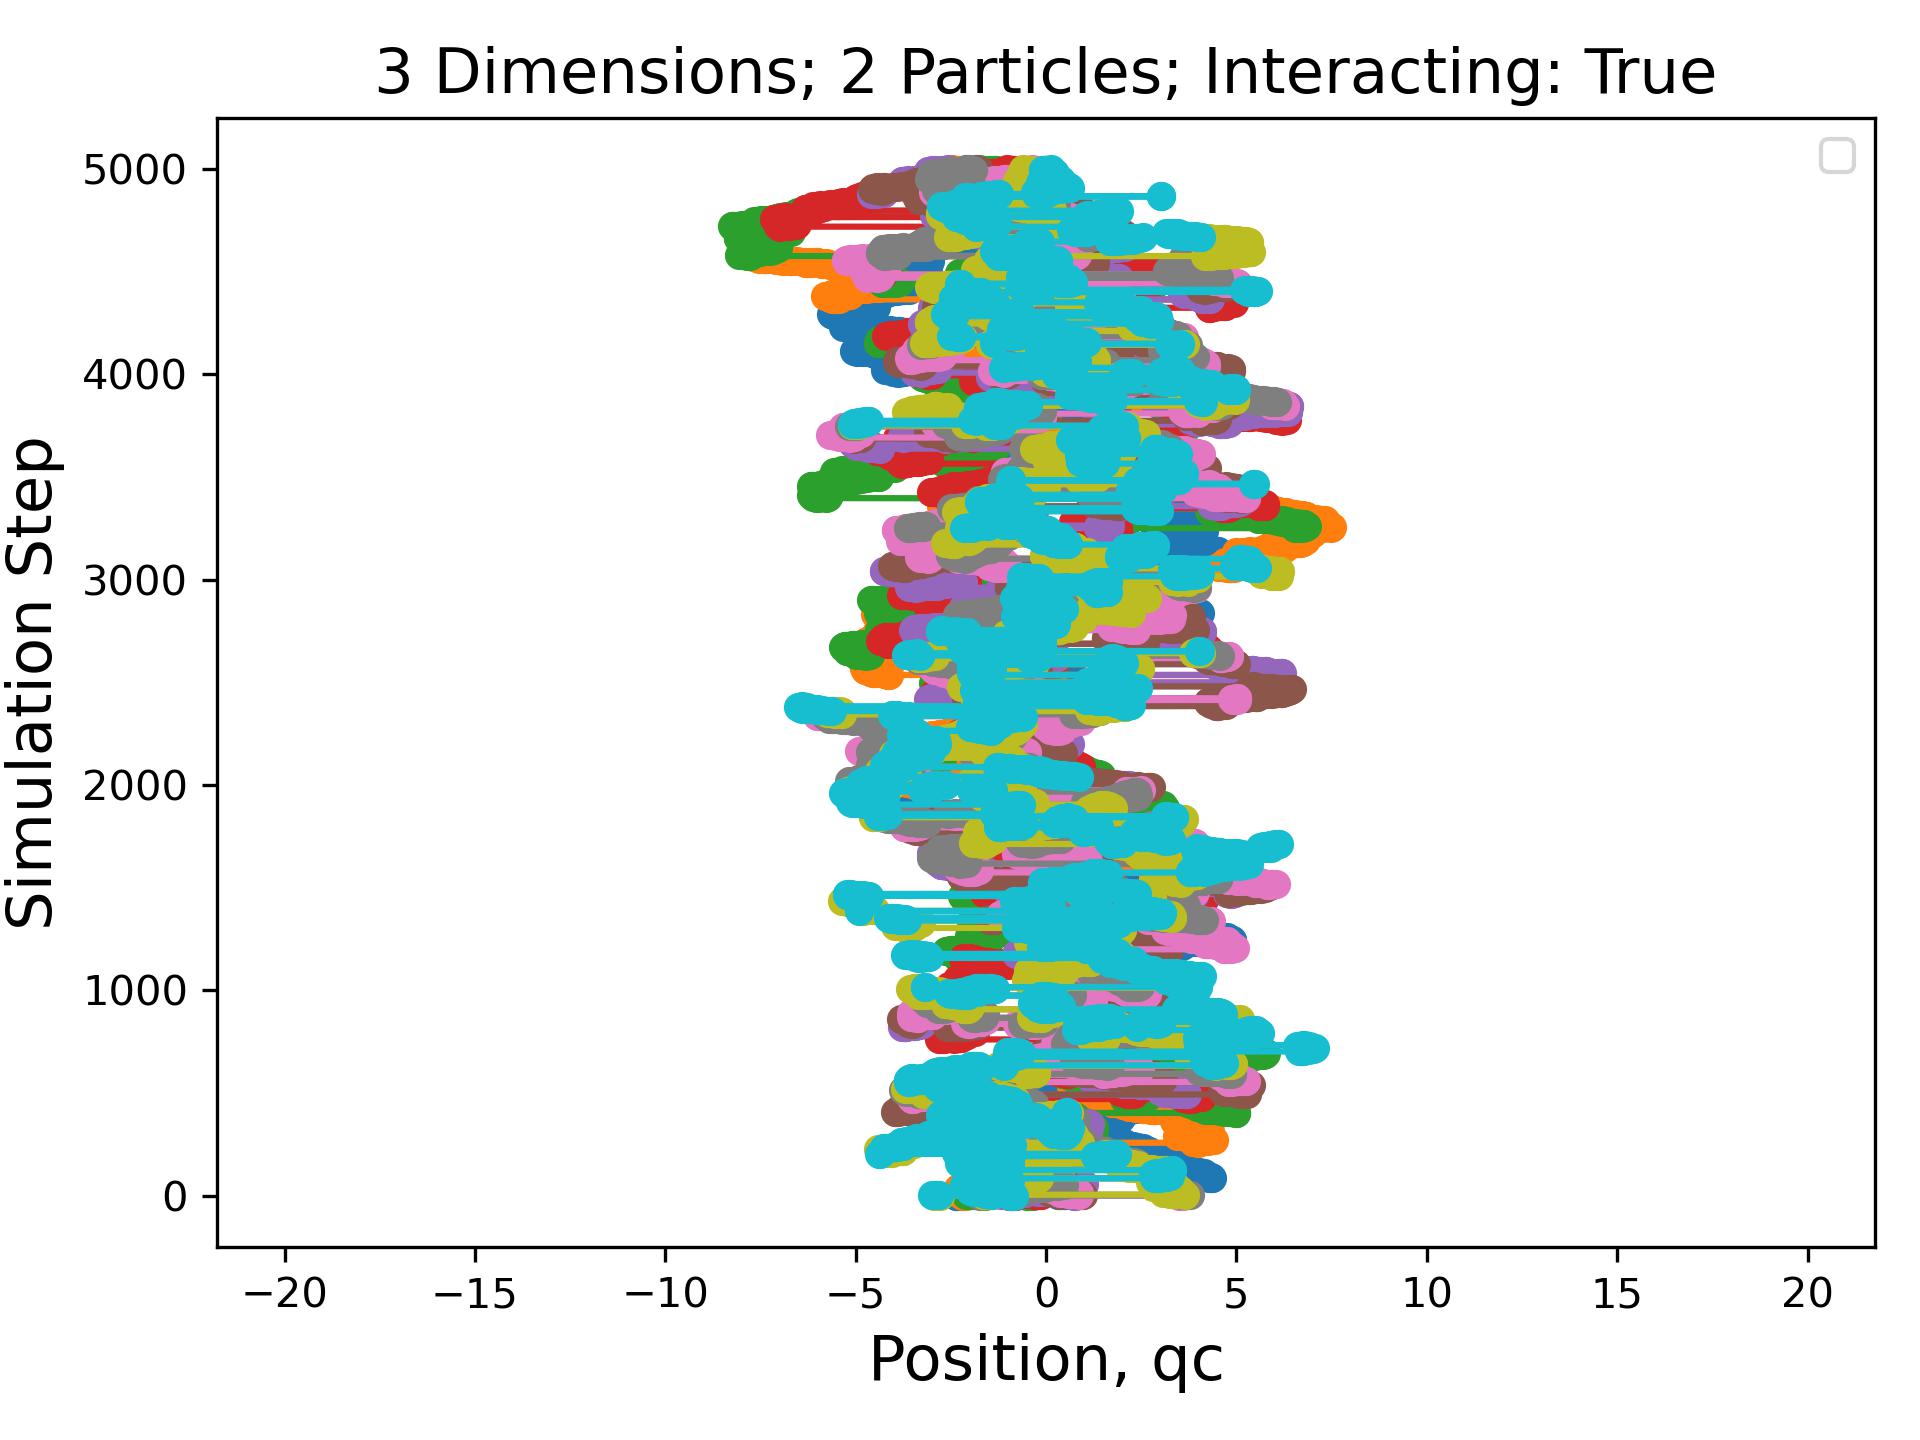 3 Dimensions; 2 Particles; Interacting: True
5000
4000
3000
2000
1000
0
Simulation Step
−20 −15 −10 −5 0 5 10 15 20
Position, qc